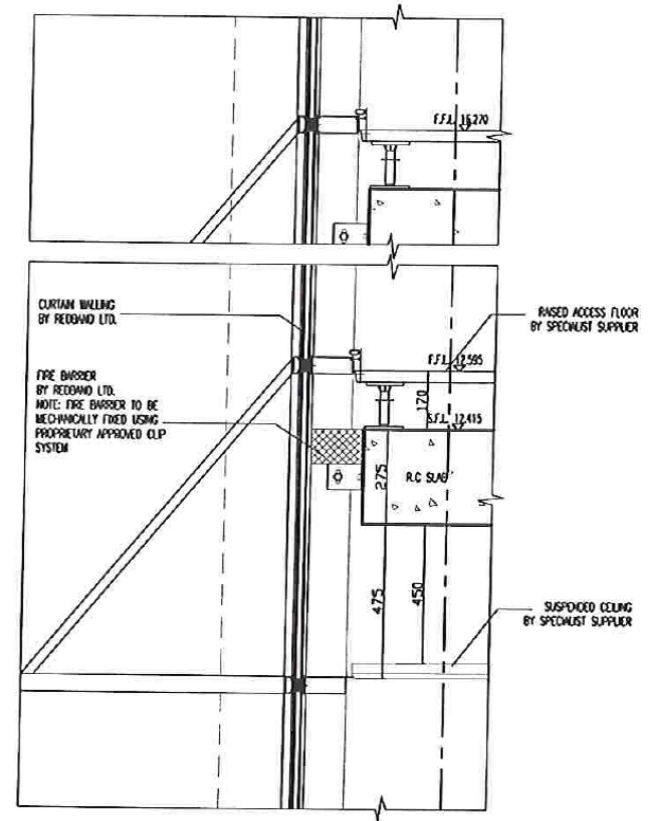 F.F.L. 16.270
CURTAIN WALLING
BY REDBAND LTD.
RAISED ACCESS FLOOR
BY SPECIALIST SUPPLIER
FIRE BARRIER
BY REDBAND LTD.
NOTE: FIRE BARRIER TO BE
MECHANICALLY FIXED USING
PROPRIETARY APPROVED CLIP
SYSTEM
F.F.L. 12.595
170
S.F.L. 12.415
275
R.C SLAB
475
450
SUSPENDED CEILING
BY SPECIALIST SUPPLIER